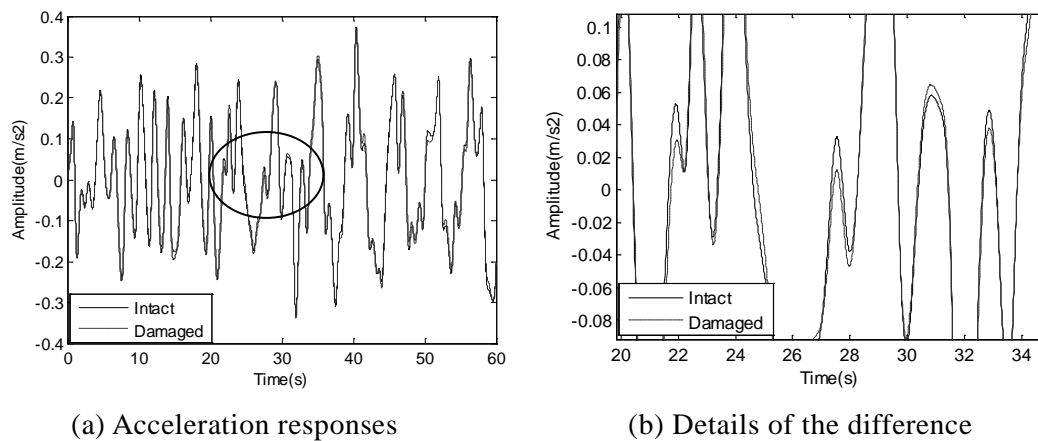 0.4
0.3
0.2
0.1
0
-0.1
-0.2
-0.3
-0.4
Amplitude(m/s2)
Intact
Damaged
0 10 20 30 40 50 60
Time(s)
(a) Acceleration responses
0.1
0.08
0.06
0.04
0.02
0
-0.02
-0.04
-0.06
-0.08
Amplitude(m/s2)
Intact
Damaged
20 22 24 26 28 30 32 34
Time(s)
(b) Details of the difference